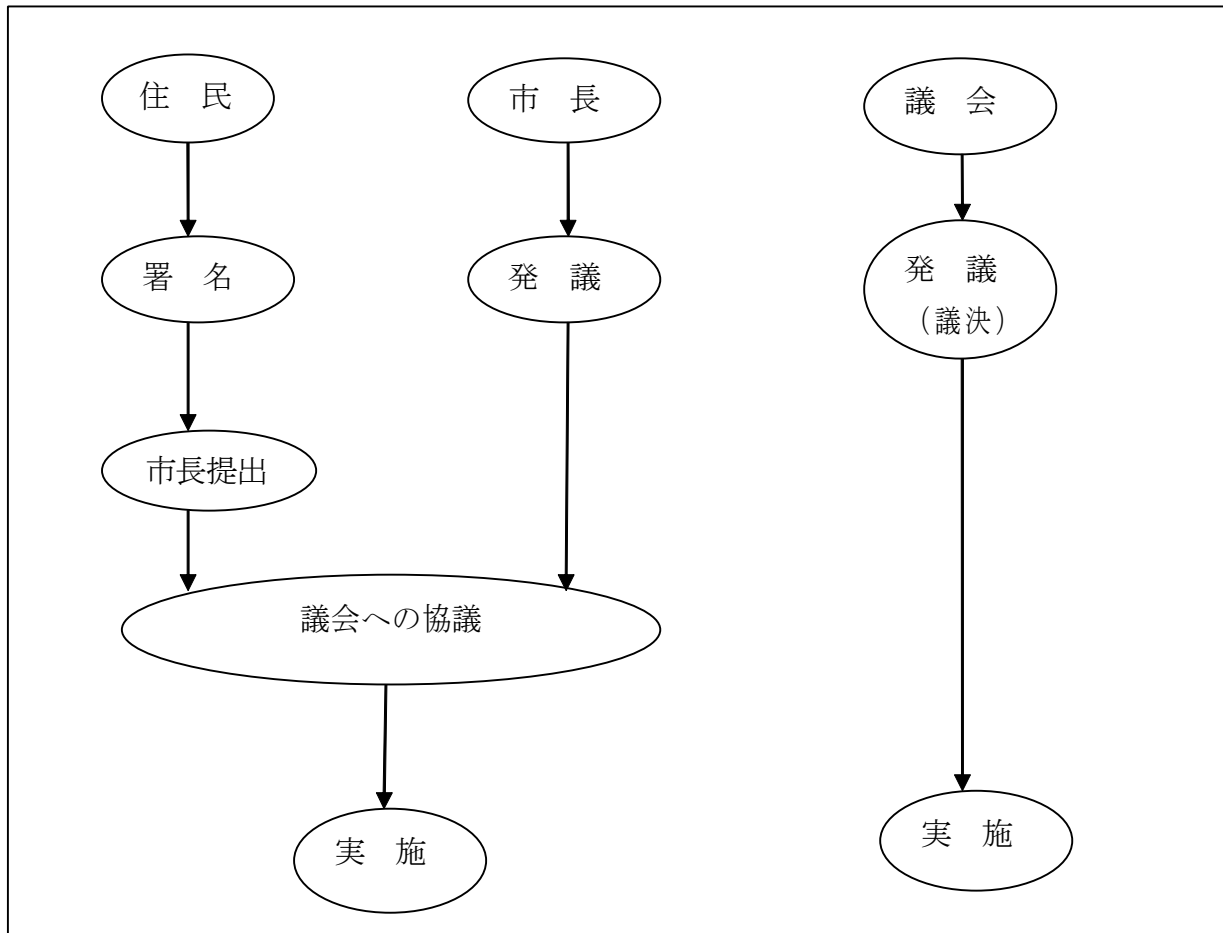 住　民
市　長
議　会
署　名
発　議
発　議
（議決）
市長提出
議会への協議
実　施
実　施